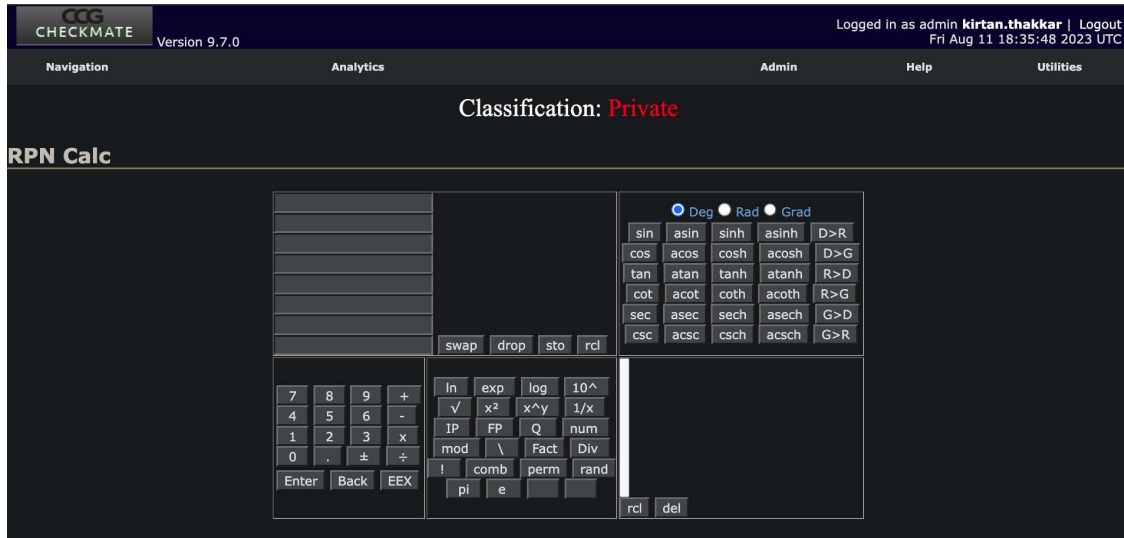 CCG
CHECKMATE
Version 9.7.0
Logged in as admin kirtan.thakkar | Logout
Fri Aug 11 18:35:48 2023 UTC
Navigation Analytics Admin Help Utilities
Classification: Private
RPN Calc
swap drop sto rcl
Deg Rad Grad
sin asin sinh asinh D>R
cos acos cosh acosh D>G
tan atan tanh atanh R>D
cot acot coth acoth R>G
sec asec sech asech G>D
csc acsc csch acsch G>R
7 8 9 +
4 5 6 -
1 2 3 x
0 . ± ÷
Enter Back EEX
ln exp log 10^
√ x² x^y 1/x
IP FP Q num
mod \ Fact Div
! comb perm rand
pi e
rcl del